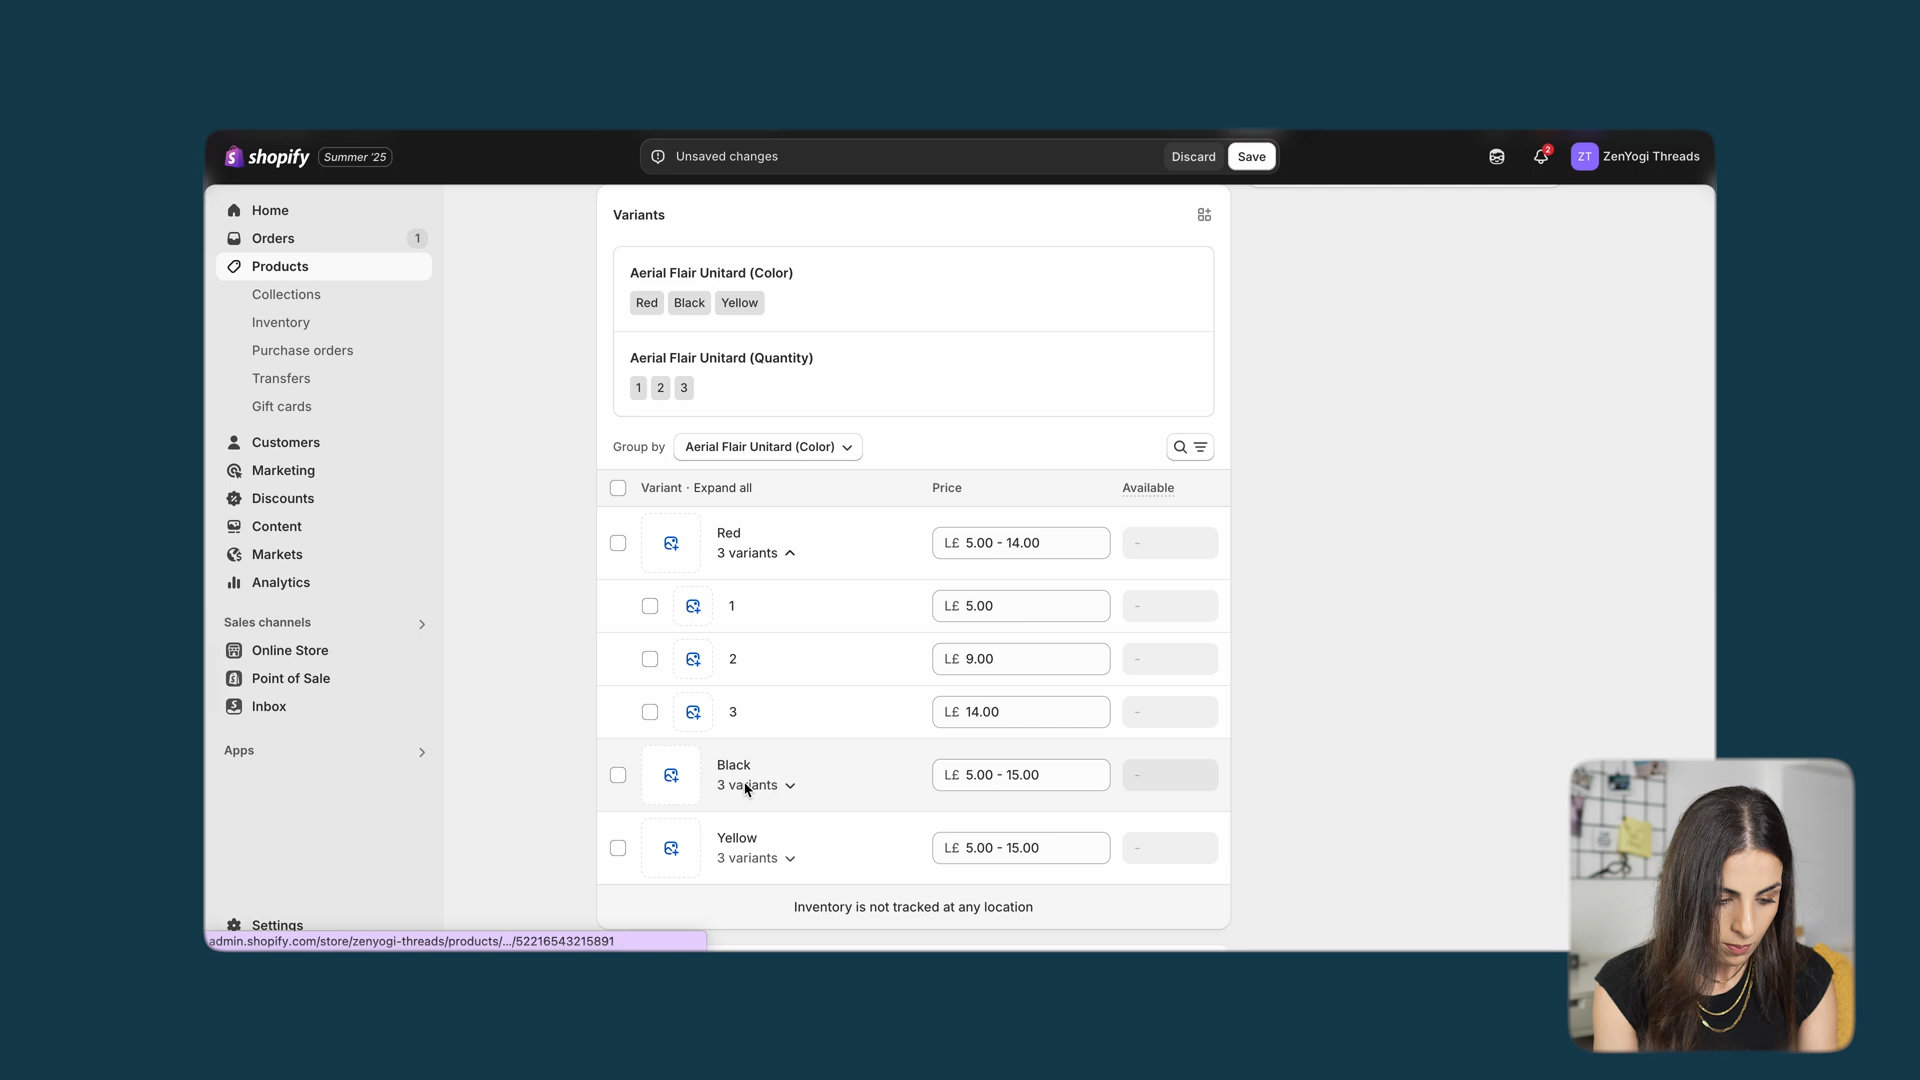 shopify Summer '25
Unsaved changes
Discard
Save
2
ZT ZenYogi Threads
Home
Orders 1
Products
Collections
Inventory
Purchase orders
Transfers
Gift cards
Customers
Marketing
Discounts
Content
Markets
Analytics
Sales channels
Online Store
Point of Sale
Inbox
Apps
Settings
admin.shopify.com/store/zenyogi-threads/products/.../52216543215891
Variants
Aerial Flair Unitard (Color)
Red Black Yellow
Aerial Flair Unitard (Quantity)
1 2 3
Group by Aerial Flair Unitard (Color)
Variant · Expand all Price Available
Red
3 variants
L£ 5.00 - 14.00 -
1 L£ 5.00 -
2 L£ 9.00 -
3 L£ 14.00 -
Black
3 variants
L£ 5.00 - 15.00 -
Yellow
3 variants
L£ 5.00 - 15.00 -
Inventory is not tracked at any location